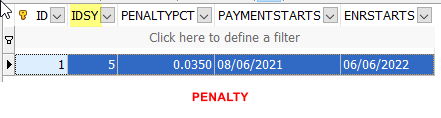 ID IDSY PENALTYPCT PAYMENTSTARTS ENRSTARTS
Click here to define a filter
1 5 0.0350 08/06/2021 06/06/2022
PENALTY